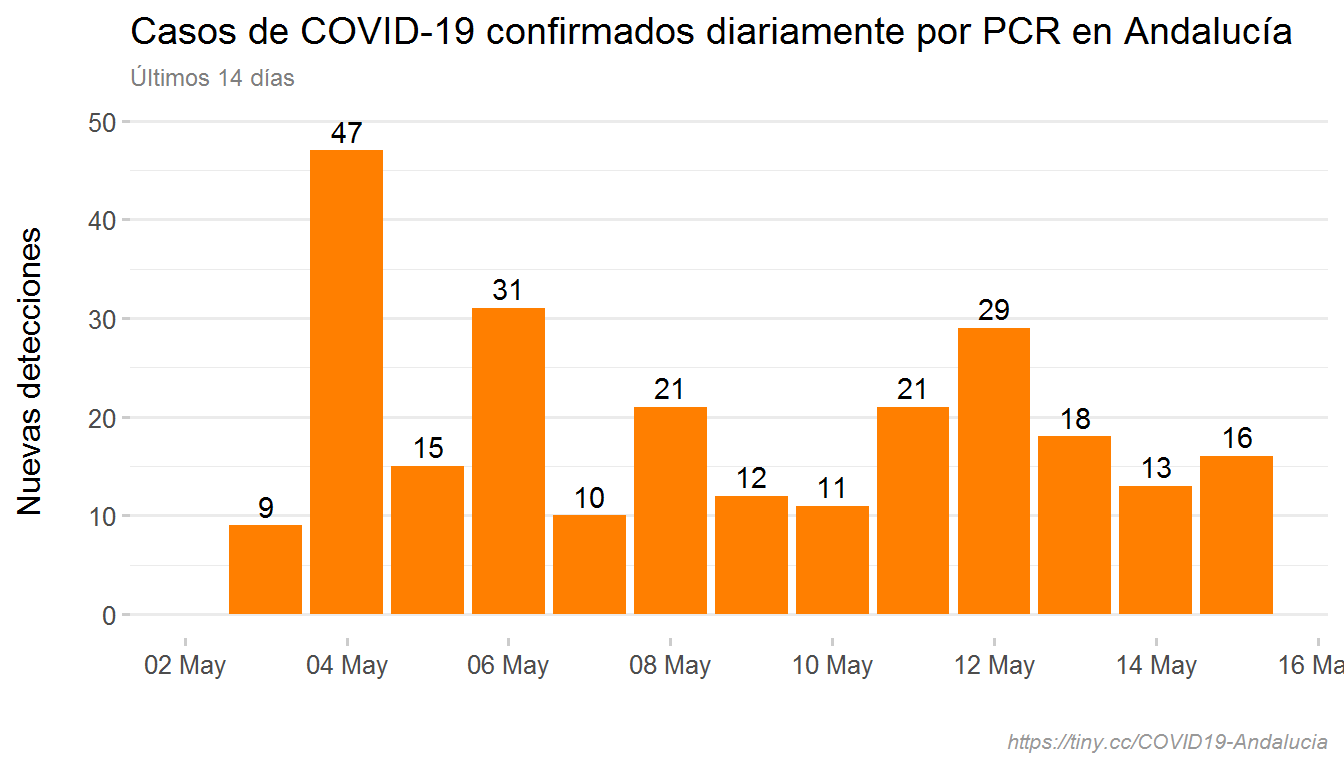 Casos de COVID-19 confirmados diariamente por PCR en Andalucía
Últimos 14 días
Nuevas detecciones
50
40
30
20
10
0
9
47
15
31
10
21
12
11
21
29
18
13
16
02 May
04 May
06 May
08 May
10 May
12 May
14 May
16 Ma
https://tiny.cc/COVID19-Andalucia